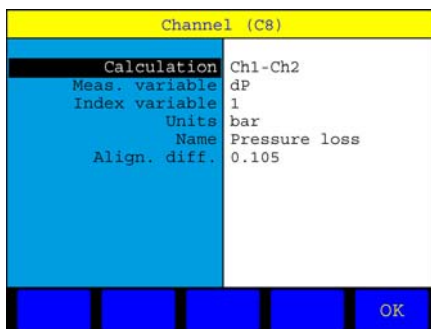 Channel (C8)
Calculation Ch1-Ch2
Meas. variable dP
Index variable 1
Units bar
Name Pressure loss
Align. diff. 0.105
OK